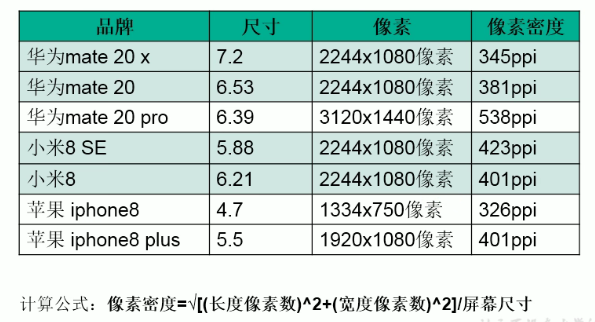 品牌 尺寸 像素 像素密度
华为mate 20 x 7.2 2244x1080像素 345ppi
华为mate 20 6.53 2244x1080像素 381ppi
华为mate 20 pro 6.39 3120x1440像素 538ppi
小米8 SE 5.88 2244x1080像素 423ppi
小米8 6.21 2244x1080像素 401ppi
苹果 iphone8 4.7 1334x750像素 326ppi
苹果 iphone8 plus 5.5 1920x1080像素 401ppi
计算公式：像素密度=√[(长度像素数)^2+(宽度像素数)^2]/屏幕尺寸